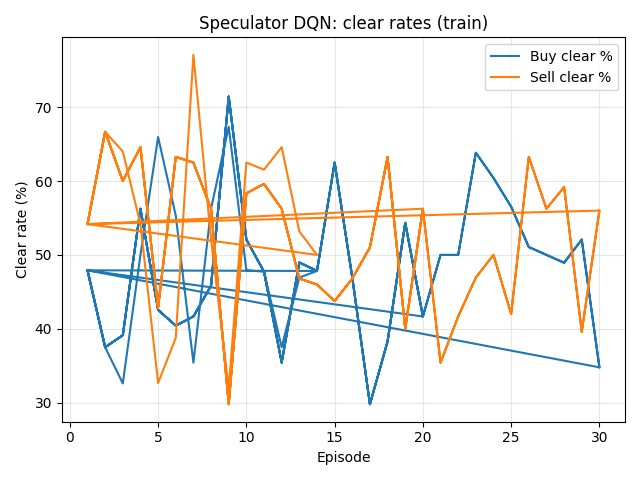 Speculator DQN: clear rates (train)
Buy clear %
Sell clear %
Clear rate (%)
70
60
50
40
30
0
5
10
15
20
25
30
Episode